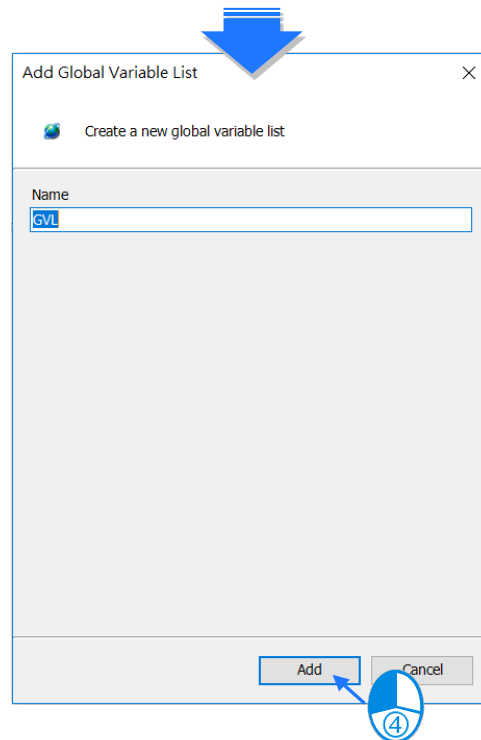 Add Global Variable List
Create a new global variable list
Name
GVL
Add
Cancel
④